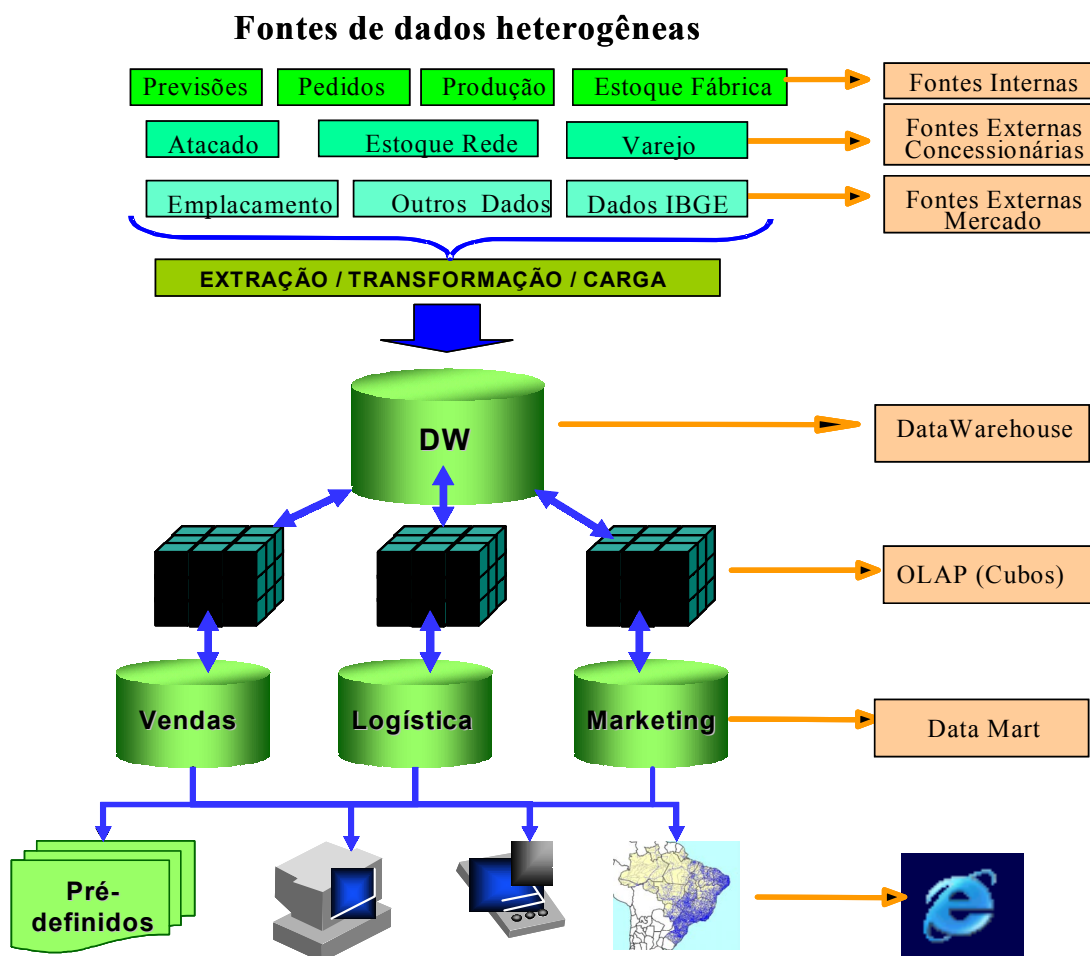 Fontes de dados heterogêneas
Previsões
Pedidos
Produção
Estoque Fábrica
Fontes Internas
Atacado
Estoque Rede
Varejo
Fontes Externas
Concessionárias
Emplacamento
Outros Dados
Dados IBGE
Fontes Externas
Mercado
EXTRAÇÃO / TRANSFORMAÇÃO / CARGA
DW
DataWarehouse
OLAP (Cubos)
Vendas
Logística
Marketing
Data Mart
Pré-
definidos